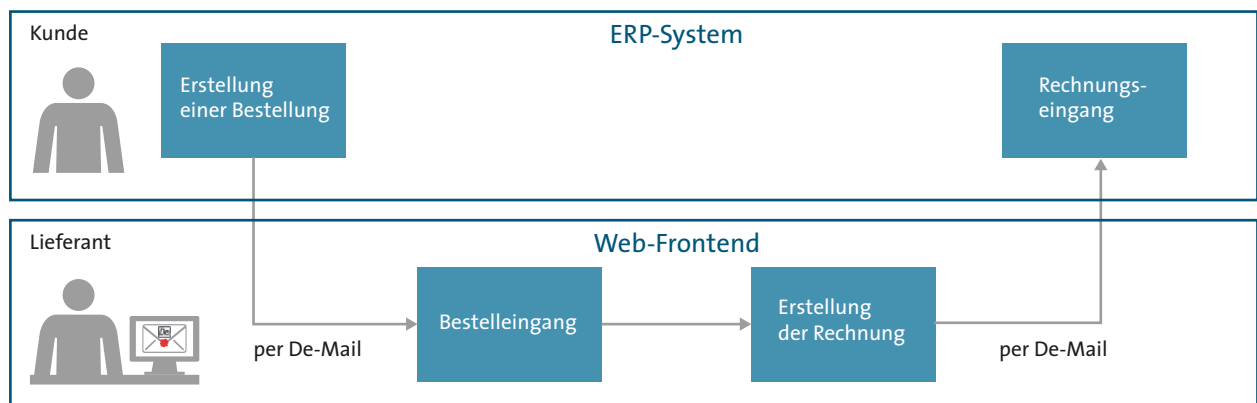 Kunde
ERP-System
Erstellung
einer Bestellung
Rechnungs-
eingang
Lieferant
Web-Frontend
De
Bestelleingang
Erstellung
der Rechnung
per De-Mail
per De-Mail